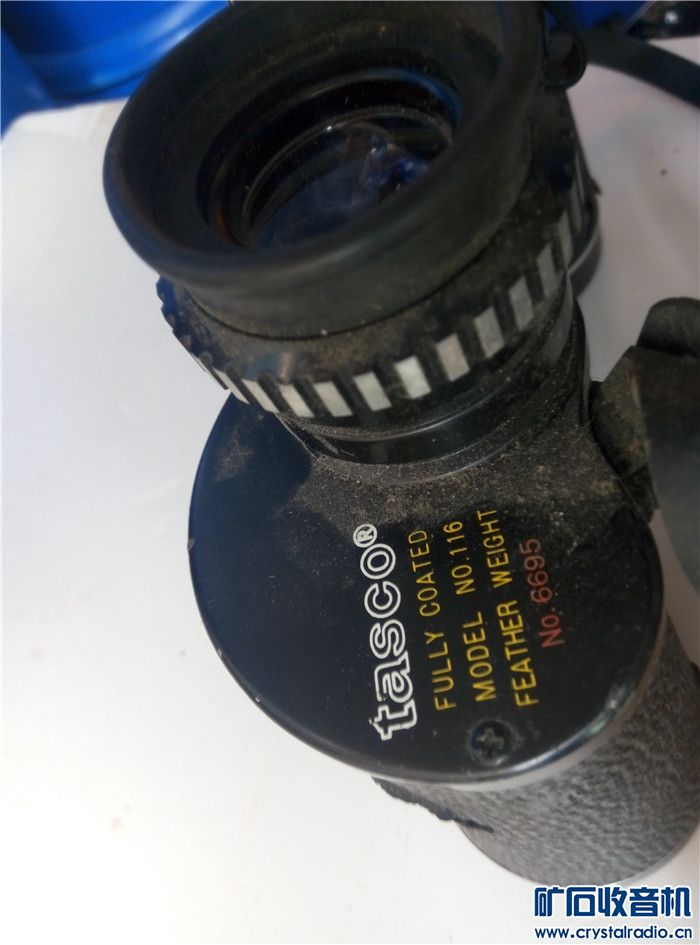 tasco®
FULLY COATED
MODEL NO.116
FEATHER WEIGHT
No. 6695
矿石收音机
www.crystalradio.cn